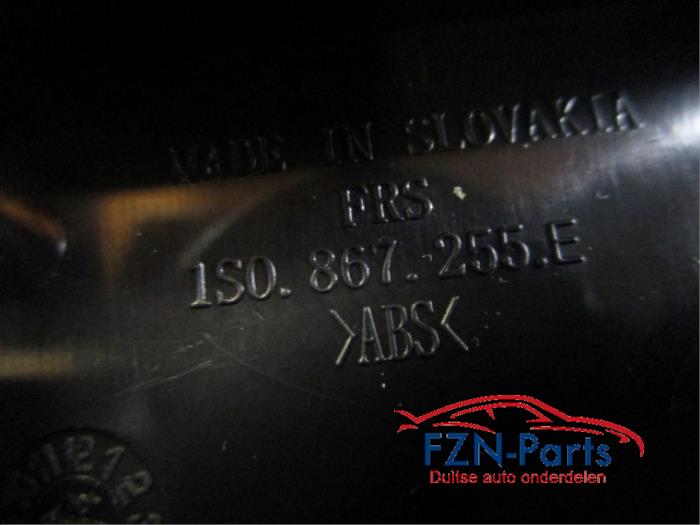 MADE IN SLOVAKIA
FRS
1S0.867.255.E
>ABS<
FZN-Parts
Duitse auto onderdelen